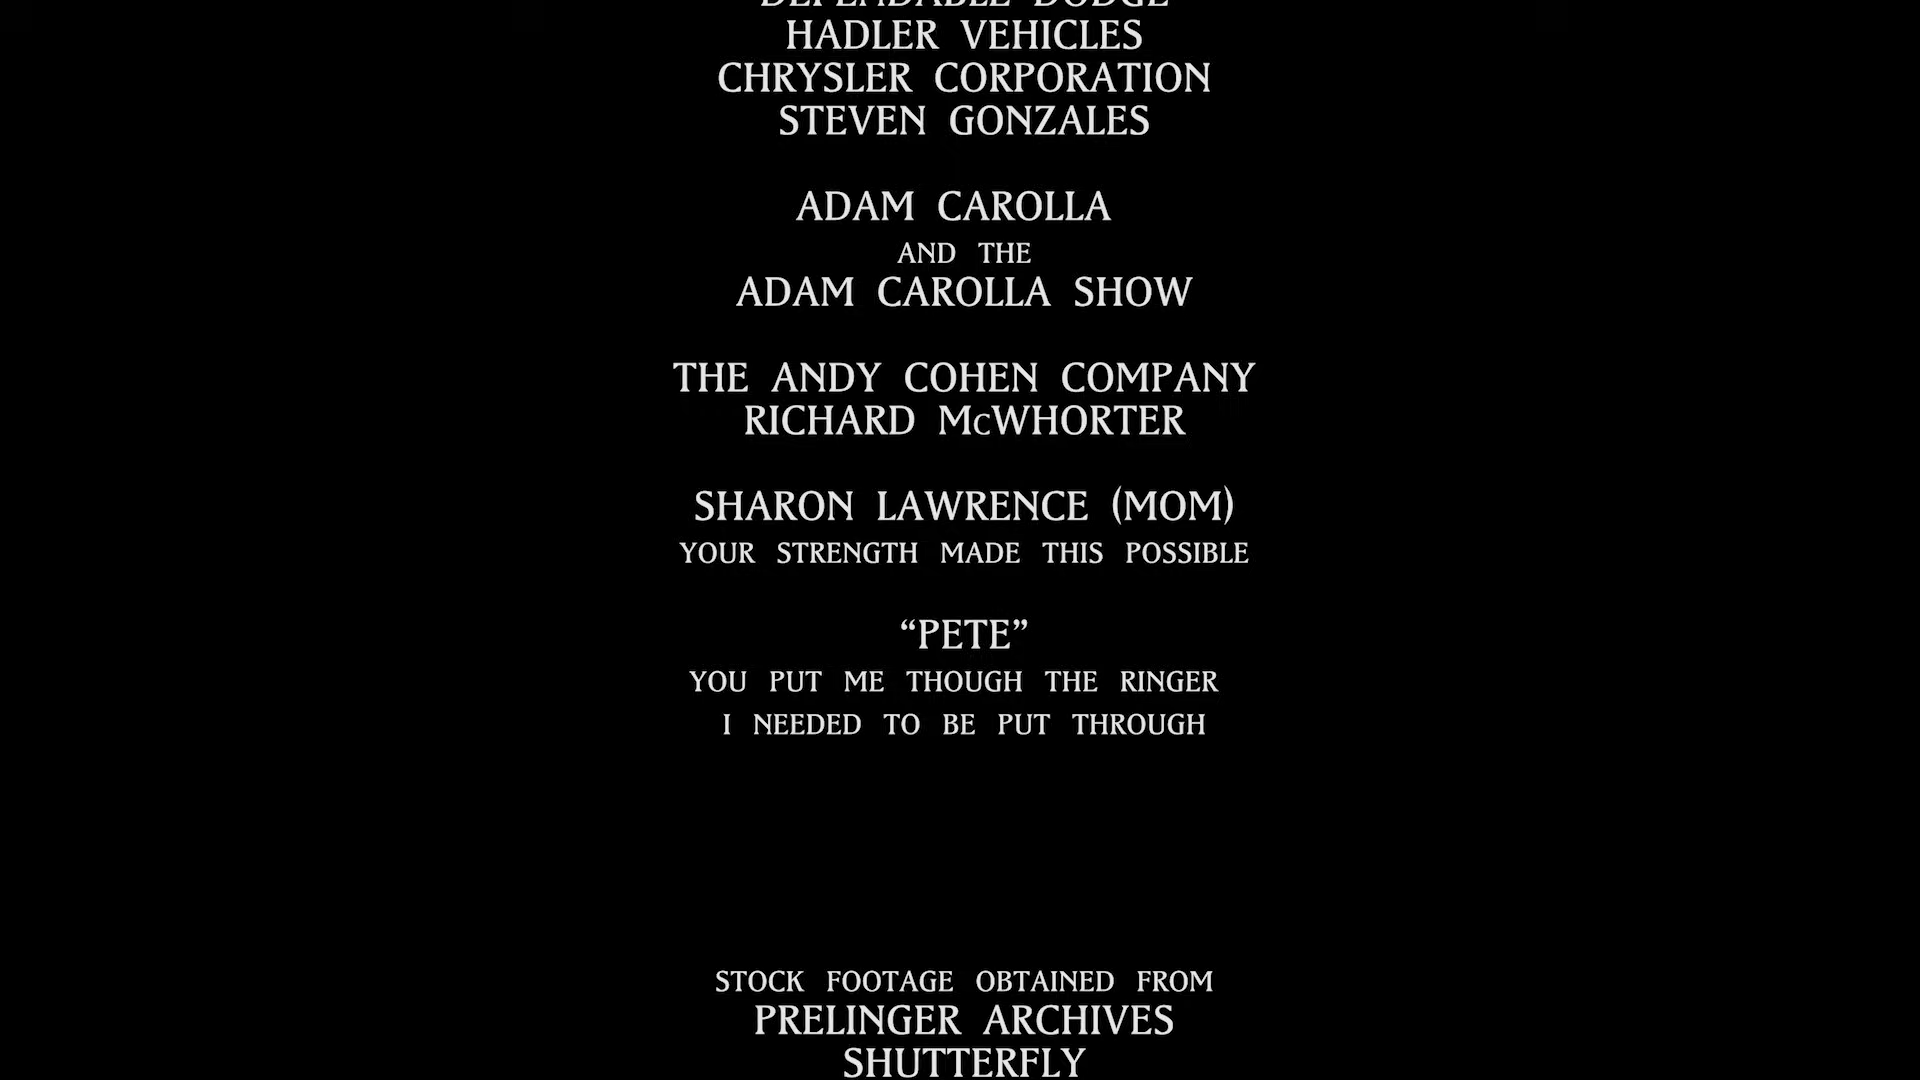 DEPENDABLE DODGE
HADLER VEHICLES
CHRYSLER CORPORATION
STEVEN GONZALES
ADAM CAROLLA
AND THE
ADAM CAROLLA SHOW
THE ANDY COHEN COMPANY
RICHARD McWHORTER
SHARON LAWRENCE (MOM)
YOUR STRENGTH MADE THIS POSSIBLE
“PETE”
YOU PUT ME THOUGH THE RINGER
I NEEDED TO BE PUT THROUGH
STOCK FOOTAGE OBTAINED FROM
PRELINGER ARCHIVES
SHUTTERFLY